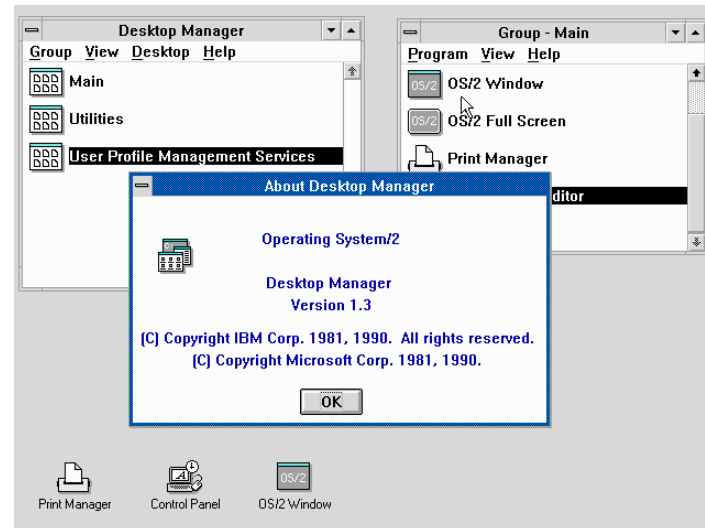 Desktop Manager
Group View Desktop Help
Main
Utilities
User Profile Management Services
Group - Main
Program View Help
OS/2 OS/2 Window
OS/2 OS/2 Full Screen
Print Manager
ditor
About Desktop Manager
Operating System/2
Desktop Manager
Version 1.3
(C) Copyright IBM Corp. 1981, 1990. All rights reserved.
(C) Copyright Microsoft Corp. 1981, 1990.
OK
OS/2
Print Manager Control Panel OS/2 Window